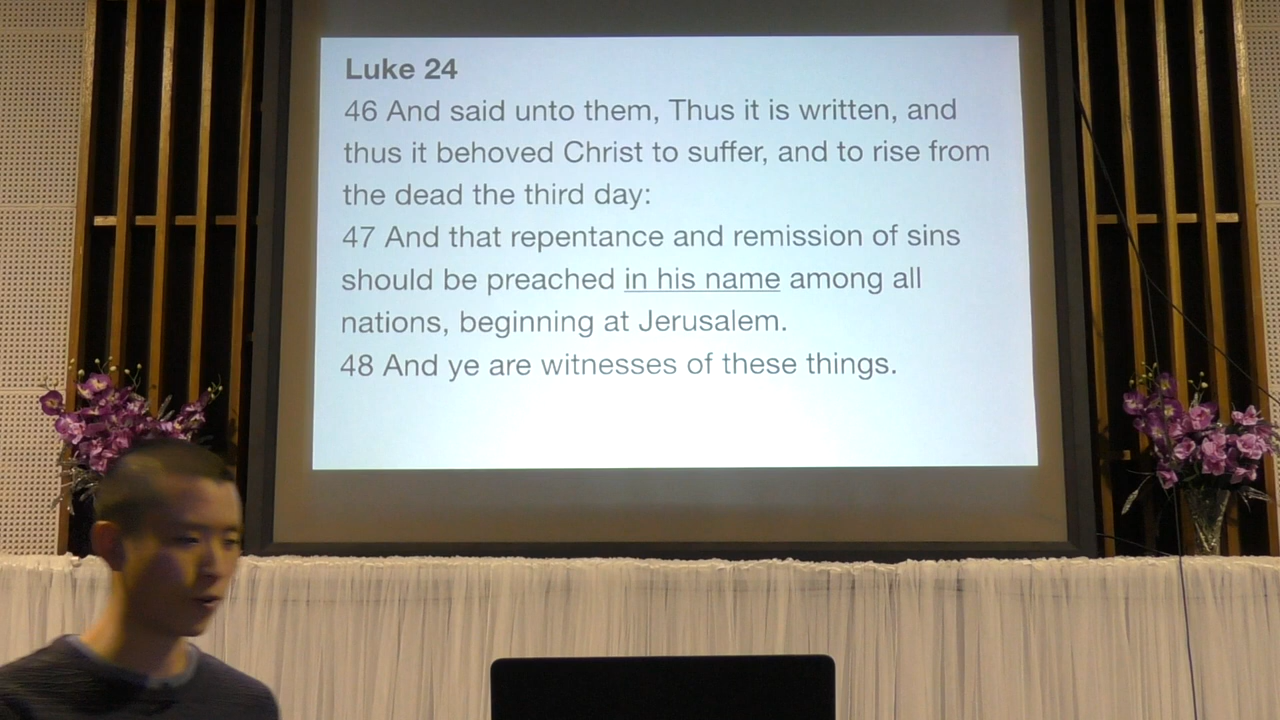 Luke 24
46 And said unto them, Thus it is written, and
thus it behoved Christ to suffer, and to rise from
the dead the third day:
47 And that repentance and remission of sins
should be preached in his name among all
nations, beginning at Jerusalem.
48 And ye are witnesses of these things.